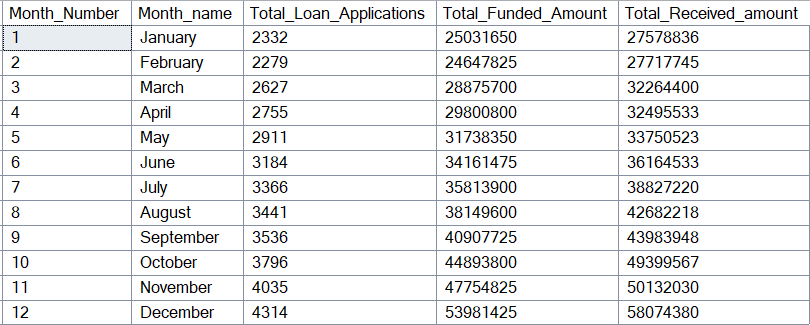 Month_Number Month_name Total_Loan_Applications Total_Funded_Amount Total_Received_amount
1 January 2332 25031650 27578836
2 February 2279 24647825 27717745
3 March 2627 28875700 32264400
4 April 2755 29800800 32495533
5 May 2911 31738350 33750523
6 June 3184 34161475 36164533
7 July 3366 35813900 38827220
8 August 3441 38149600 42682218
9 September 3536 40907725 43983948
10 October 3796 44893800 49399567
11 November 4035 47754825 50132030
12 December 4314 53981425 58074380